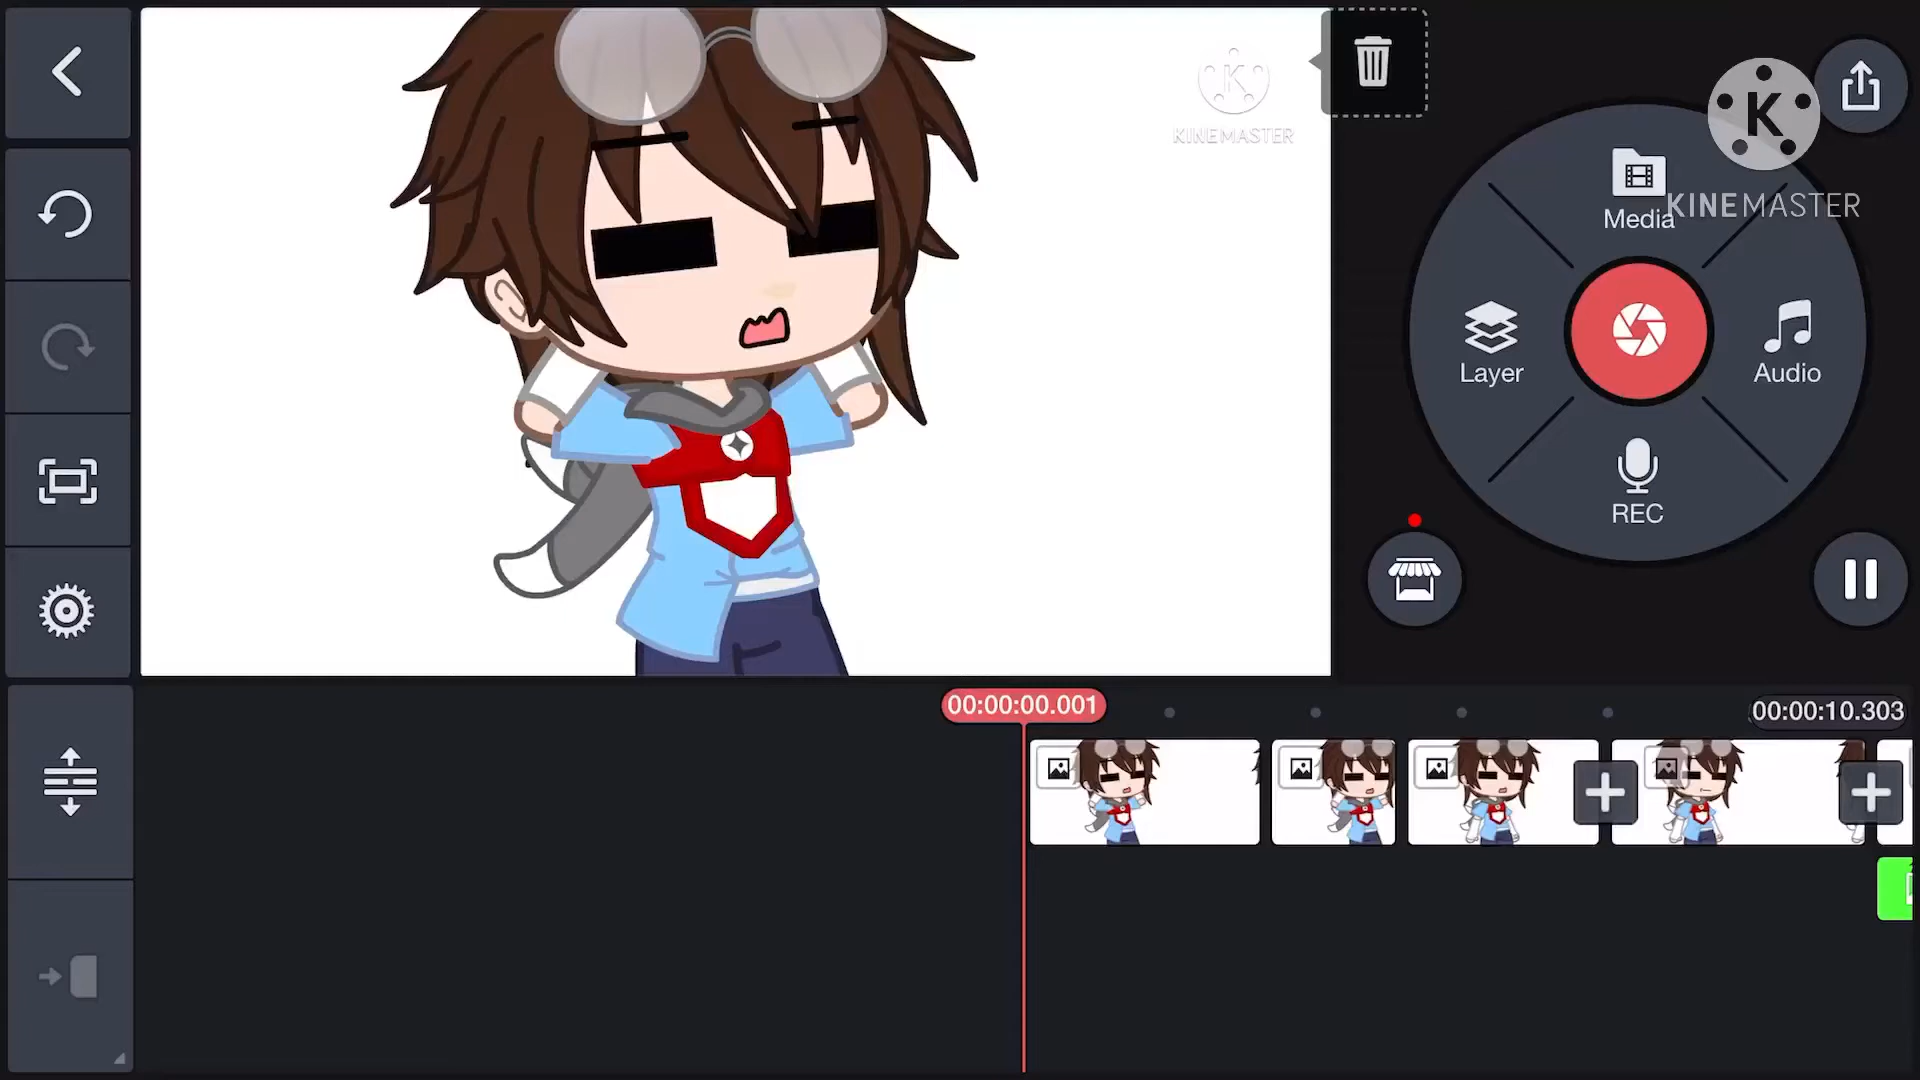 K
KINEMASTER
K
KINEMASTER
Media
Layer
Audio
REC
00:00:00.001
00:00:10.303